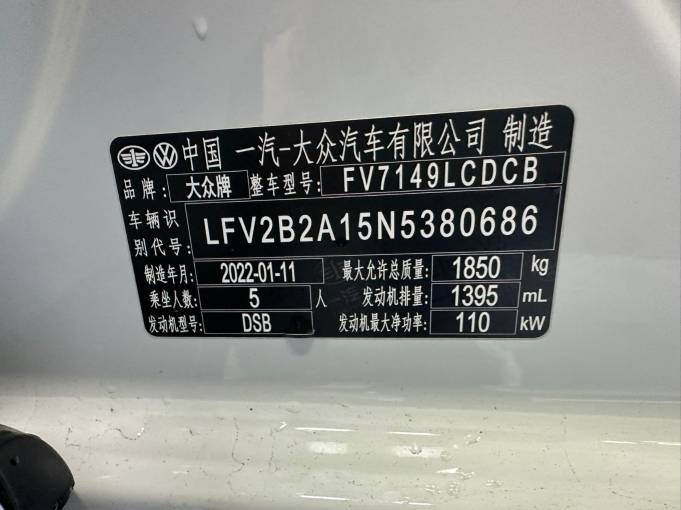 中国 一汽-大众汽车有限公司 制造
品牌: 大众牌 整车型号: FV7149LCDCB
车辆识别代号: LFV2B2A15N5380686
制造年月: 2022-01-11 最大允许总质量: 1850 kg
乘坐人数: 5 人 发动机排量: 1395 mL
发动机型号: DSB 发动机最大净功率: 110 kW